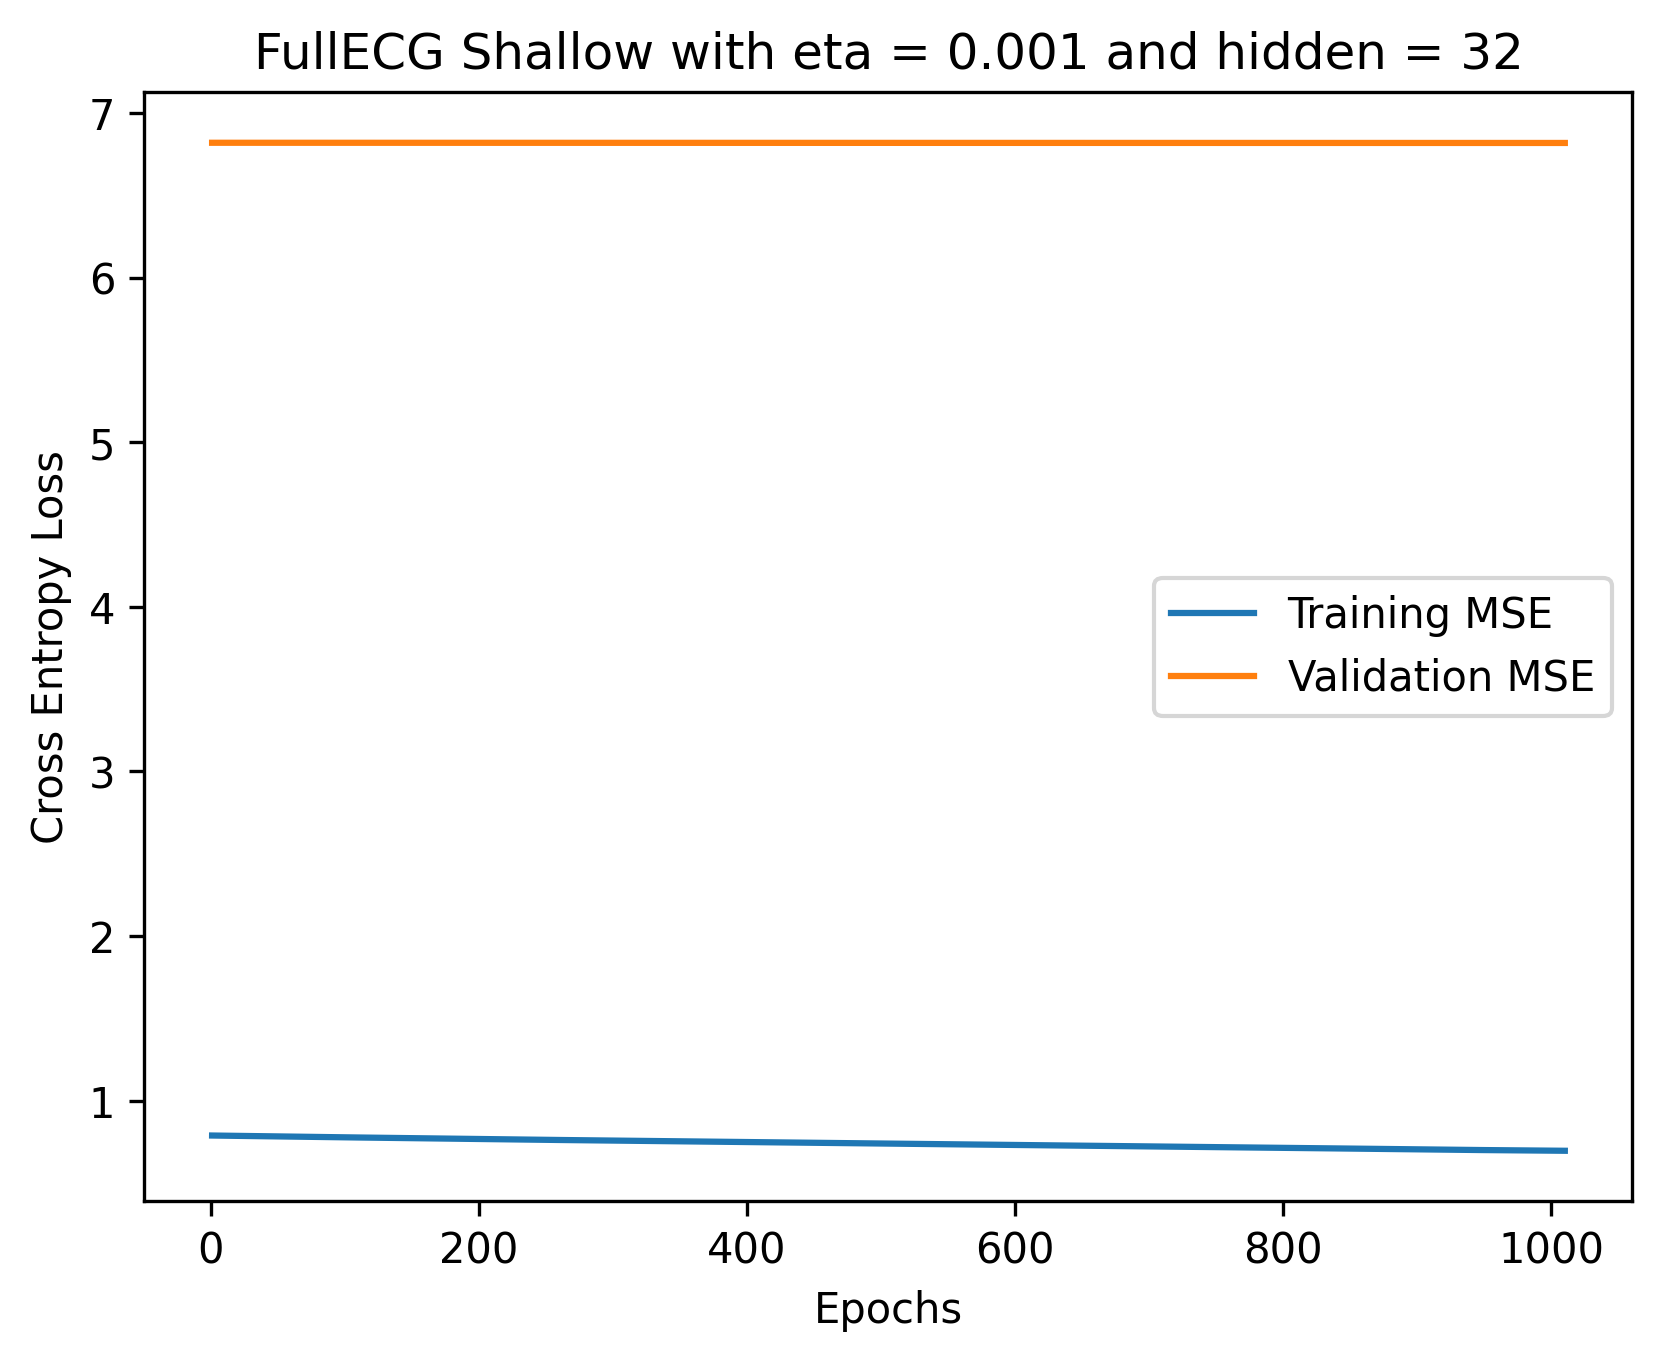 FullECG Shallow with eta = 0.001 and hidden = 32
7
6
5
4
3
2
1
Cross Entropy Loss
Training MSE
Validation MSE
0 200 400 600 800 1000
Epochs